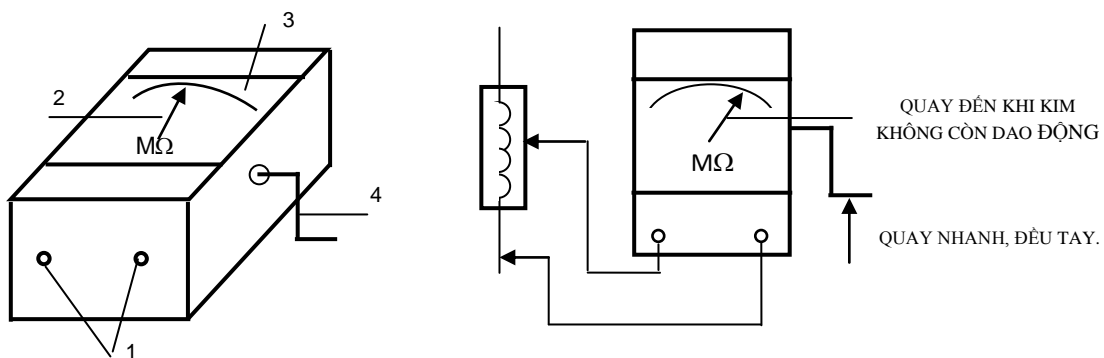 3
2
MΩ
4
1
MΩ
QUAY ĐẾN KHI KIM
KHÔNG CÒN DAO ĐỘNG
QUAY NHANH, ĐỀU TAY.